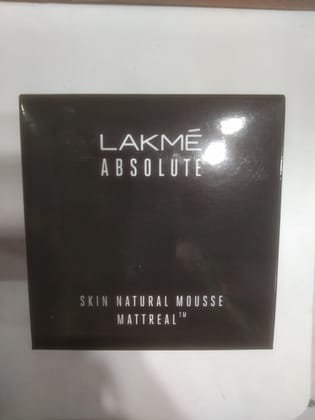 LAKMÉ
ABSOLUTE
SKIN NATURAL MOUSSE
MATTREAL™